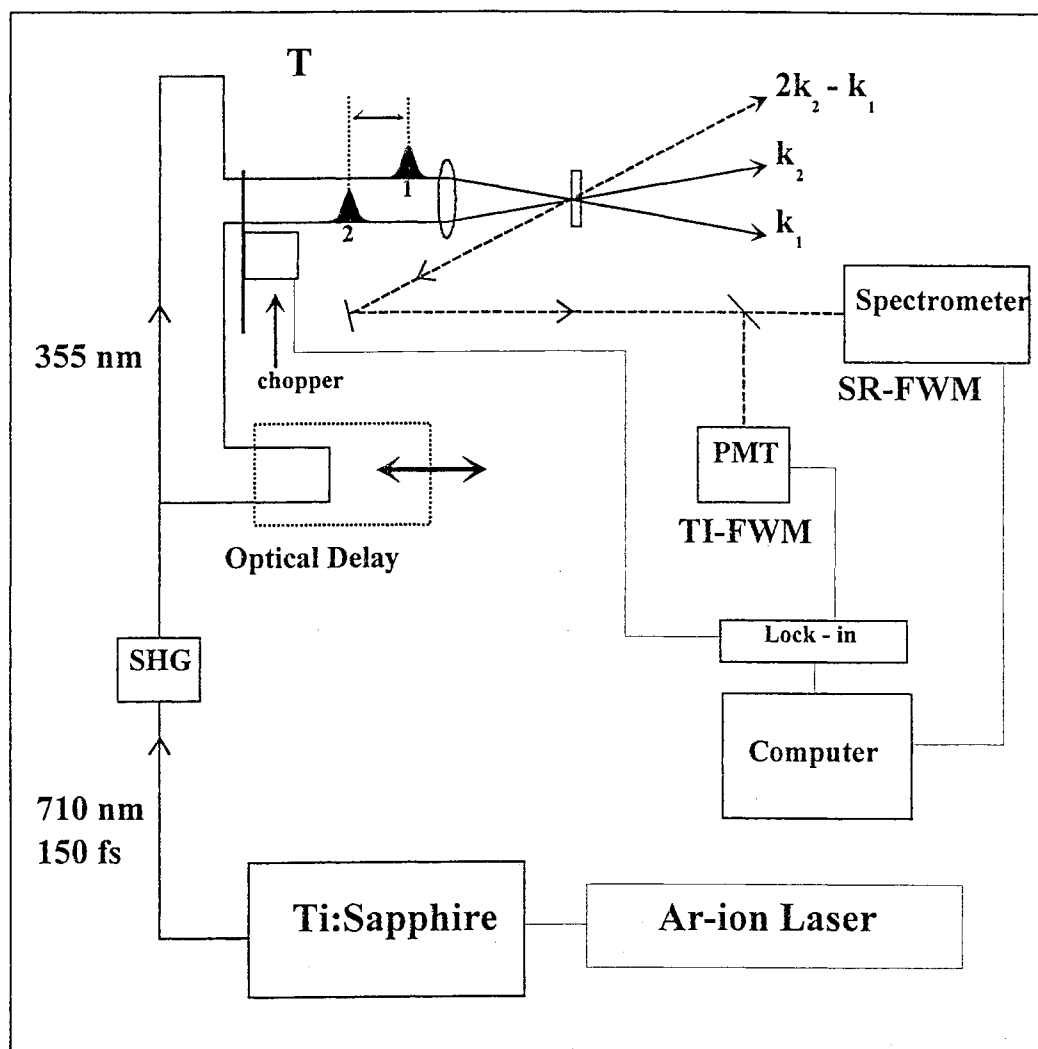 T
2k₂ - k₁
k₂
k₁
1
2
355 nm
chopper
Spectrometer
SR-FWM
PMT
TI-FWM
Optical Delay
Lock - in
SHG
Computer
710 nm
150 fs
Ti:Sapphire
Ar-ion Laser